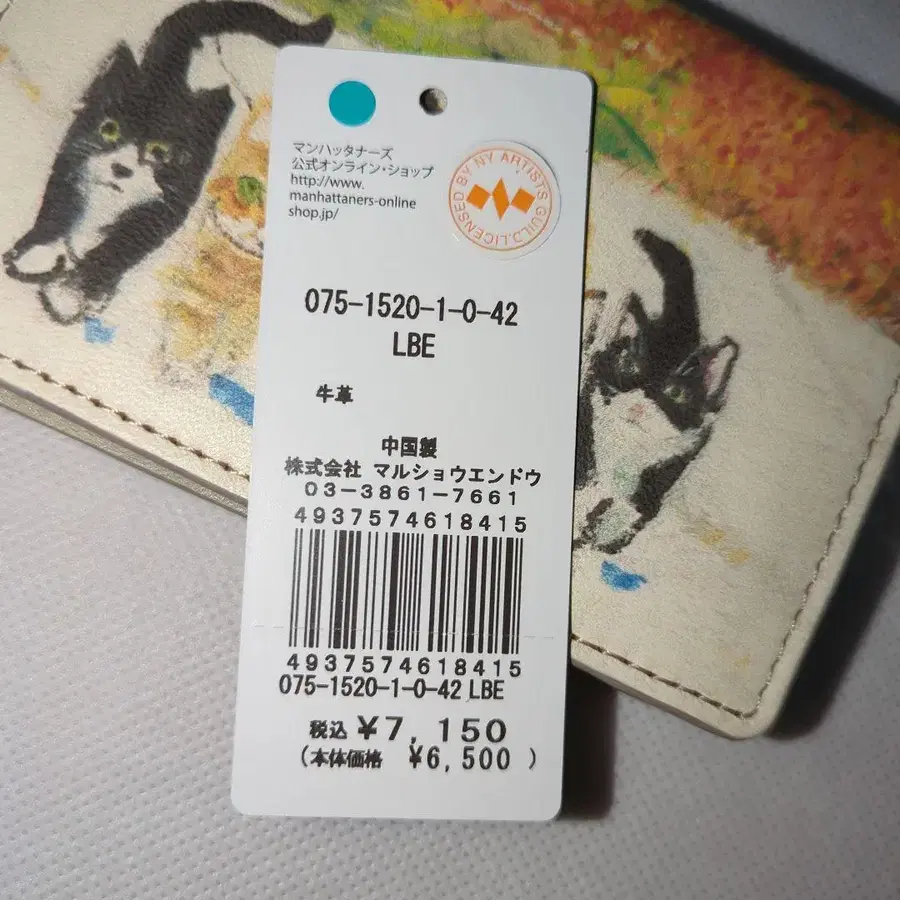 マンハッタナーズ
公式オンライン・ショップ
http://www.
manhattaners-online
shop.jp/
LICENSED BY NY ARTISTS GUILD.
075-1520-1-0-42
LBE
牛革
中国製
株式会社 マルショウエンドウ
03-3861-7661
4937574618415
4937574618415
075-1520-1-0-42 LBE
税込 ¥7,150
(本体価格 ¥6,500 )